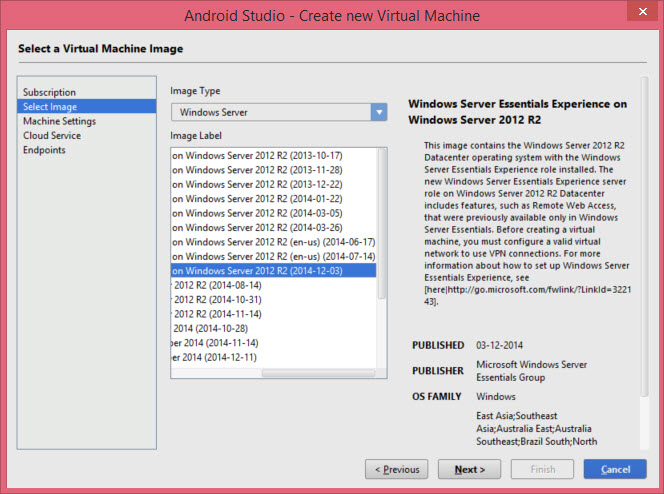 Android Studio - Create new Virtual Machine
Select a Virtual Machine Image
Subscription
Select Image
Machine Settings
Cloud Service
Endpoints
Image Type
Windows Server
Image Label
on Windows Server 2012 R2 (2013-10-17)
on Windows Server 2012 R2 (2013-11-28)
on Windows Server 2012 R2 (2013-12-22)
on Windows Server 2012 R2 (2014-01-22)
on Windows Server 2012 R2 (2014-03-05)
on Windows Server 2012 R2 (2014-03-26)
on Windows Server 2012 R2 (en-us) (2014-06-17)
on Windows Server 2012 R2 (en-us) (2014-07-14)
on Windows Server 2012 R2 (2014-12-03)
2012 R2 (2014-08-14)
2012 R2 (2014-10-31)
2012 R2 (2014-11-14)
2014 (2014-10-28)
ber 2014 (2014-11-14)
ber 2014 (2014-12-11)
Windows Server Essentials Experience on
Windows Server 2012 R2
This image contains the Windows Server 2012 R2
Datacenter operating system with the Windows
Server Essentials Experience role installed. The
new Windows Server Essentials Experience server
role on Windows Server 2012 R2 Datacenter
includes features, such as Remote Web Access,
that were previously available only in Windows
Server Essentials. Before creating a virtual
machine, you must configure a valid virtual
network to use VPN connections. For more
information about how to set up Windows Server
Essentials Experience, see
[here|http://go.microsoft.com/fwlink/?LinkId=3221
43].
PUBLISHED 03-12-2014
PUBLISHER Microsoft Windows Server
Essentials Group
OS FAMILY Windows
East Asia;Southeast
Asia;Australia East;Australia
Southeast;Brazil South;North
< Previous
Next >
Finish
Cancel